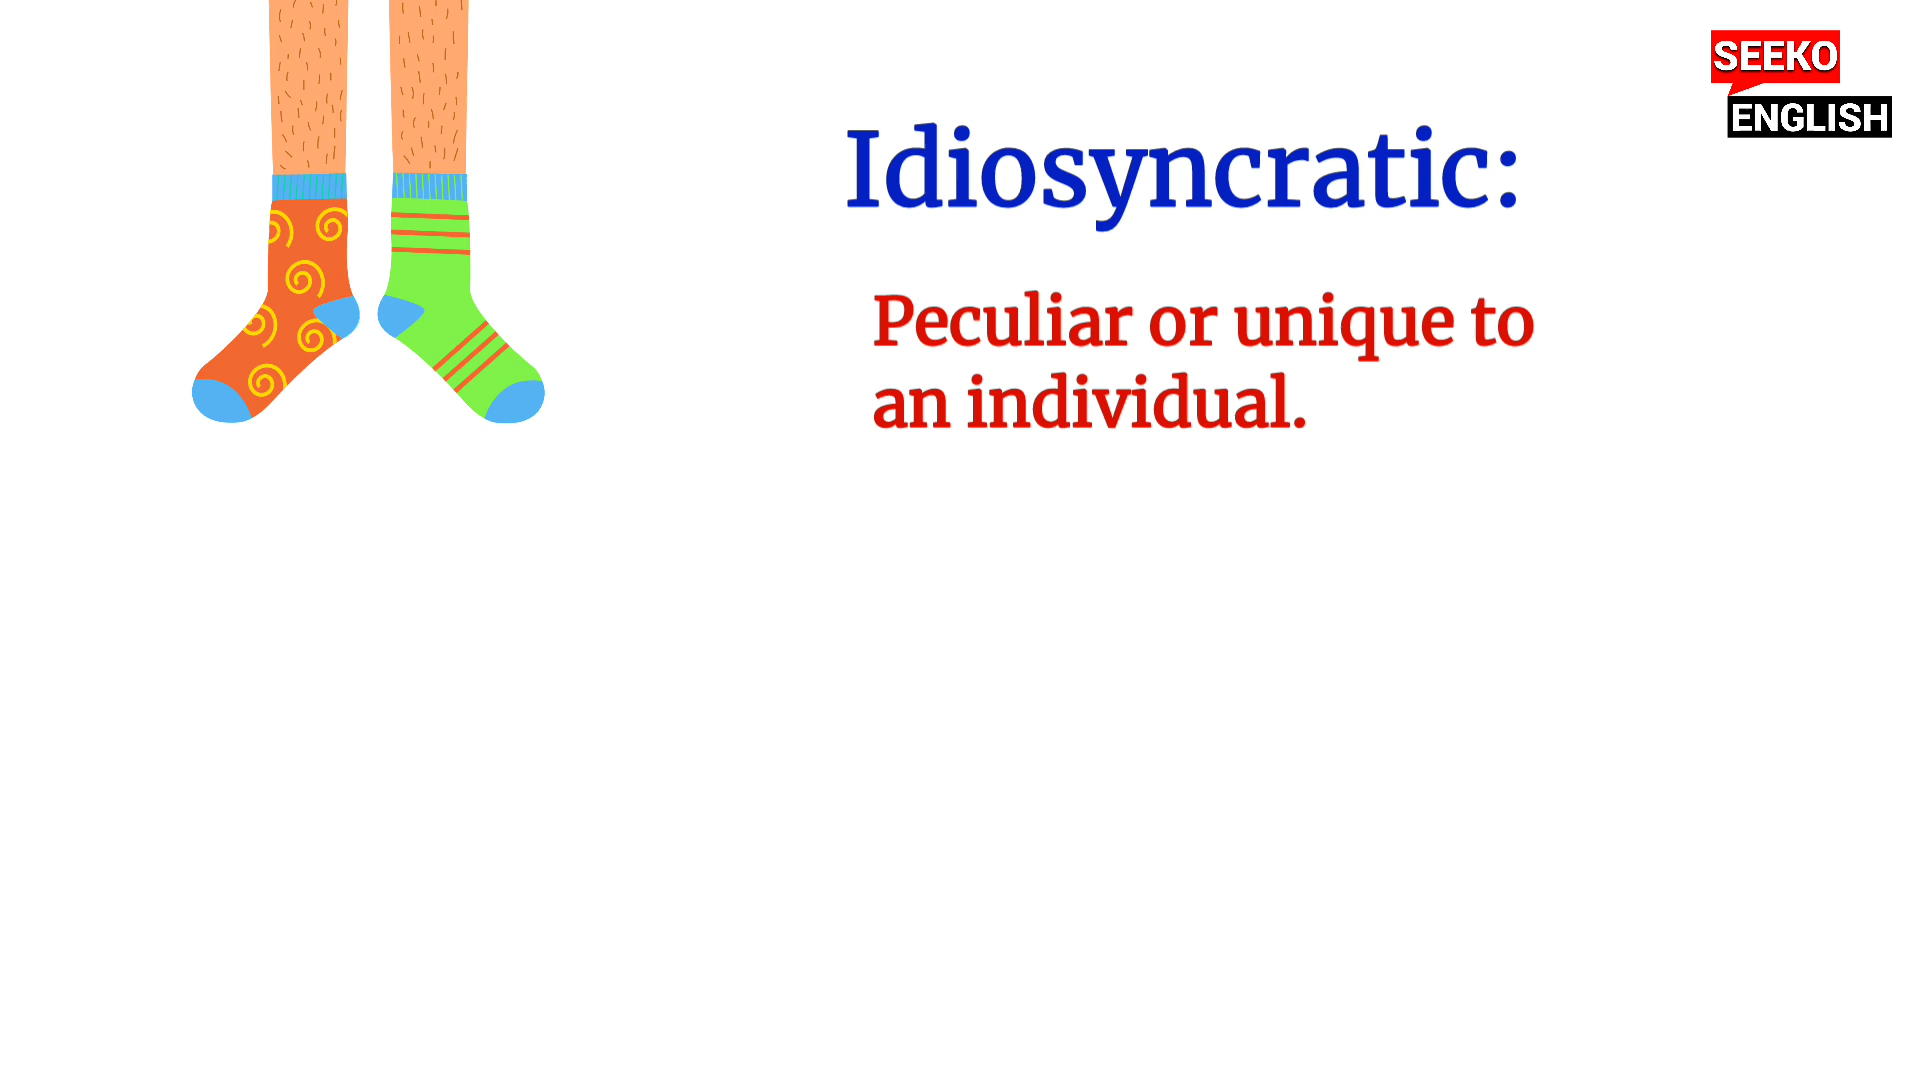 SEEKO
ENGLISH
Idiosyncratic:
Peculiar or unique to
an individual.